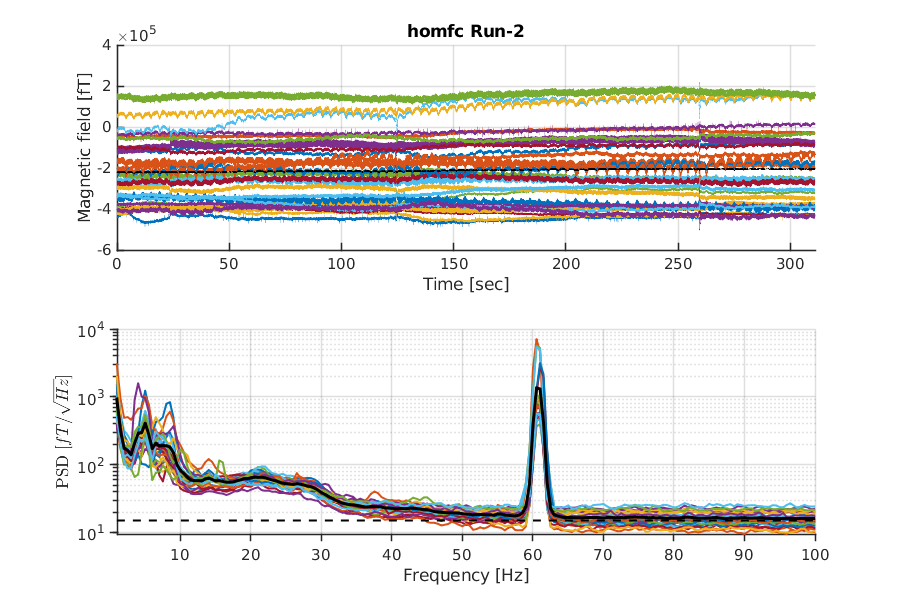 homfc Run-2
×10^5
Magnetic field [fT]
4
2
0
-2
-4
-6
0 50 100 150 200 250 300
Time [sec]
PSD [fT/√Hz]
10^4
10^3
10^2
10^1
10 20 30 40 50 60 70 80 90 100
Frequency [Hz]